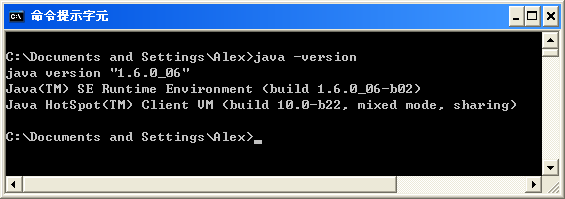 命令提示字元
C:\Documents and Settings\Alex>java -version
java version "1.6.0_06"
Java(TM) SE Runtime Environment (build 1.6.0_06-b02)
Java HotSpot(TM) Client VM (build 10.0-b22, mixed mode, sharing)
C:\Documents and Settings\Alex>_